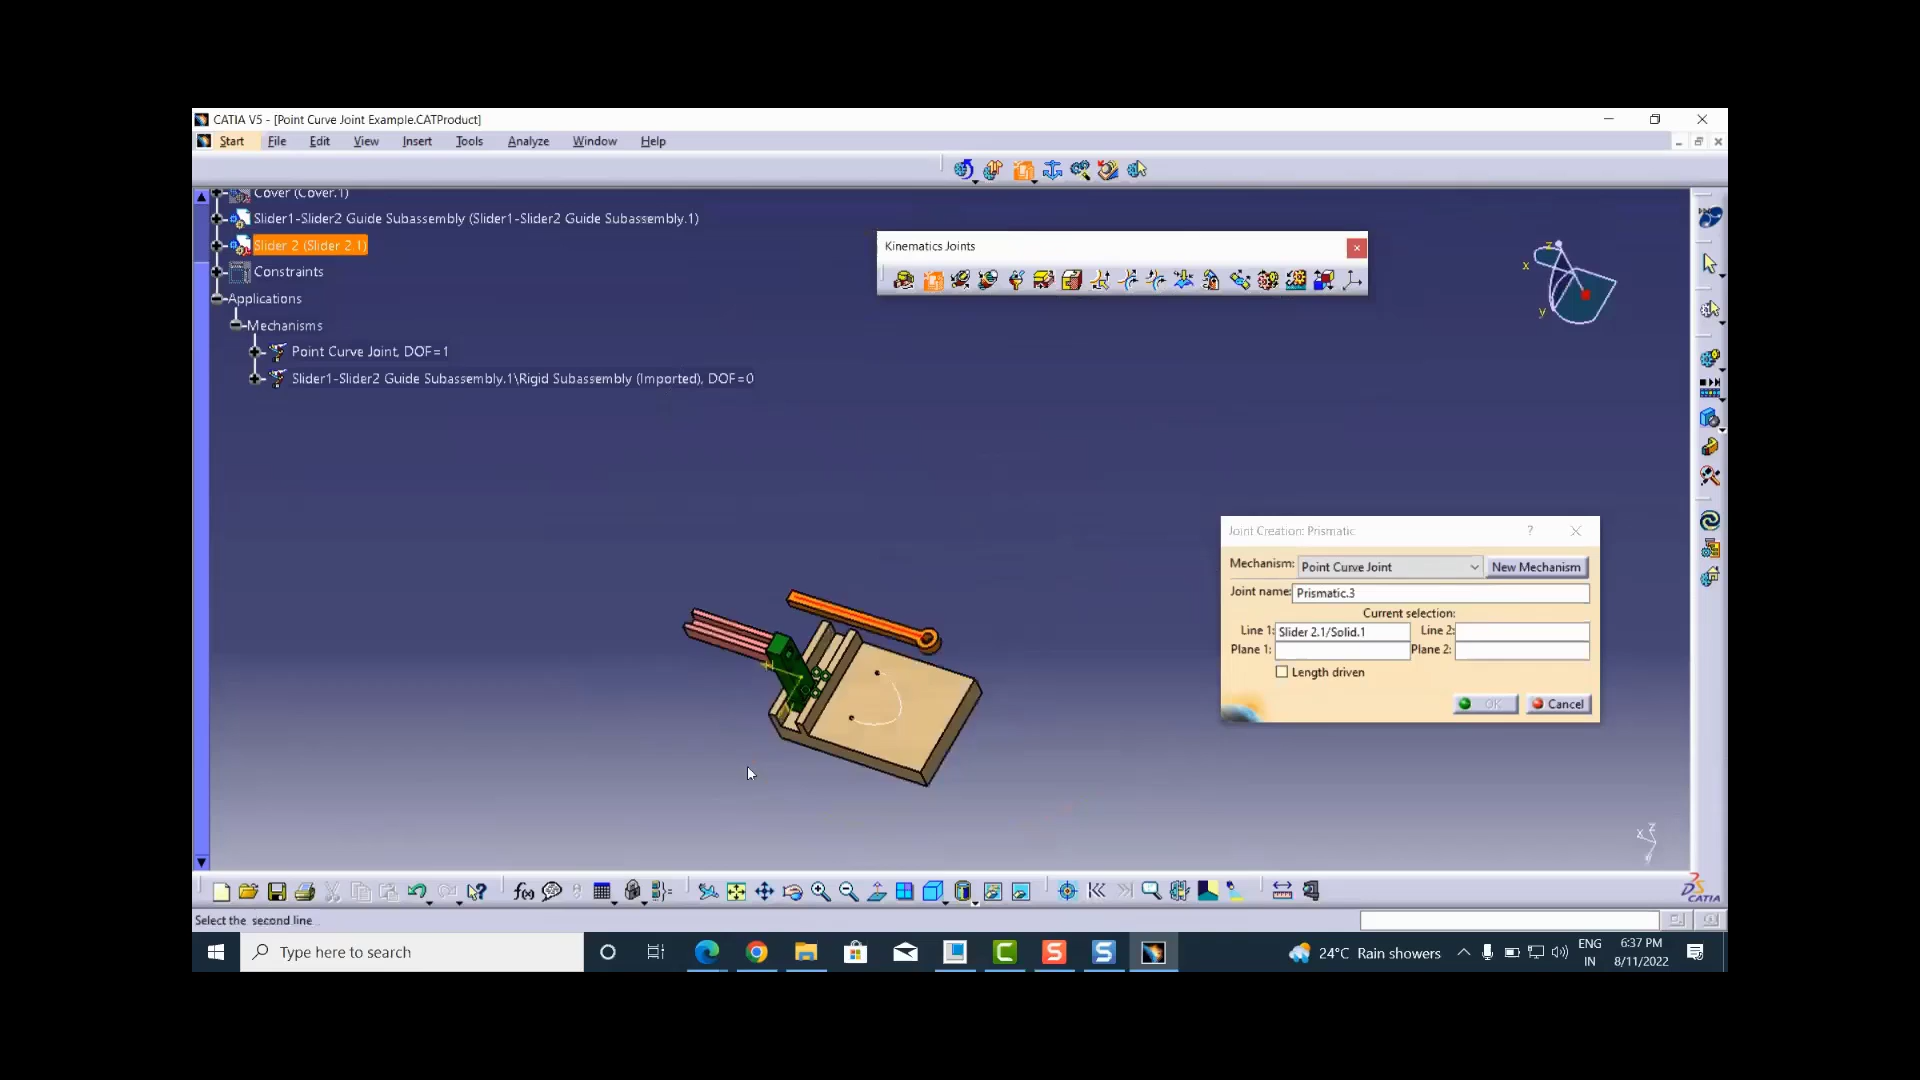 CATIA V5 - [Point Curve Joint Example.CATProduct]
Start File Edit View Insert Tools Analyze Window Help
Cover (Cover.1)
Slider1-Slider2 Guide Subassembly (Slider1-Slider2 Guide Subassembly.1)
Slider 2 (Slider 2.1)
Constraints
Applications
Mechanisms
Point Curve Joint, DOF=1
Slider1-Slider2 Guide Subassembly.1\Rigid Subassembly (Imported), DOF=0
Kinematics Joints
z
x
y
Joint Creation: Prismatic
Mechanism: Point Curve Joint New Mechanism
Joint name: Prismatic.3
Current selection:
Line 1: Slider 2.1/Solid.1 Line 2:
Plane 1: Plane 2:
Length driven
OK Cancel
x z
y
f(x)
CATIA
Select the second line
Type here to search
24°C Rain showers
ENG
IN
6:37 PM
8/11/2022